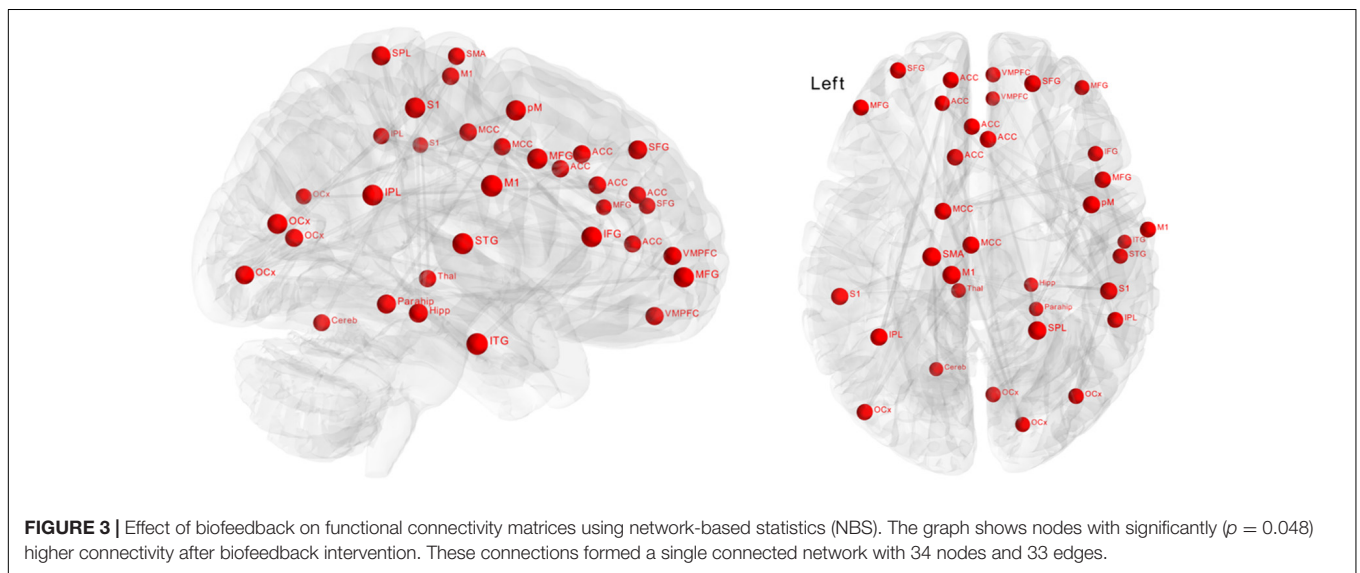 SPL
SMA
M1
S1
pM
IPL
S1
MCC
MCC
MFG
ACC
ACC
SFG
OCx
IPL
M1
ACC
ACC
MFG
SFG
OCx
OCx
STG
IFG
ACC
VMPFC
OCx
Thal
MFG
Parahip
Hipp
VMPFC
Cereb
ITG
Left
SFG
ACC
VMPFC
SFG
MFG
MFG
ACC
VMPFC
ACC
ACC
ACC
IFG
MFG
pM
MCC
M1
SMA
MCC
ITG
STG
M1
Thal
Hipp
S1
S1
Parahip
SPL
IPL
IPL
Cereb
OCx
OCx
OCx
OCx
FIGURE 3 | Effect of biofeedback on functional connectivity matrices using network-based statistics (NBS). The graph shows nodes with significantly (p = 0.048)
higher connectivity after biofeedback intervention. These connections formed a single connected network with 34 nodes and 33 edges.